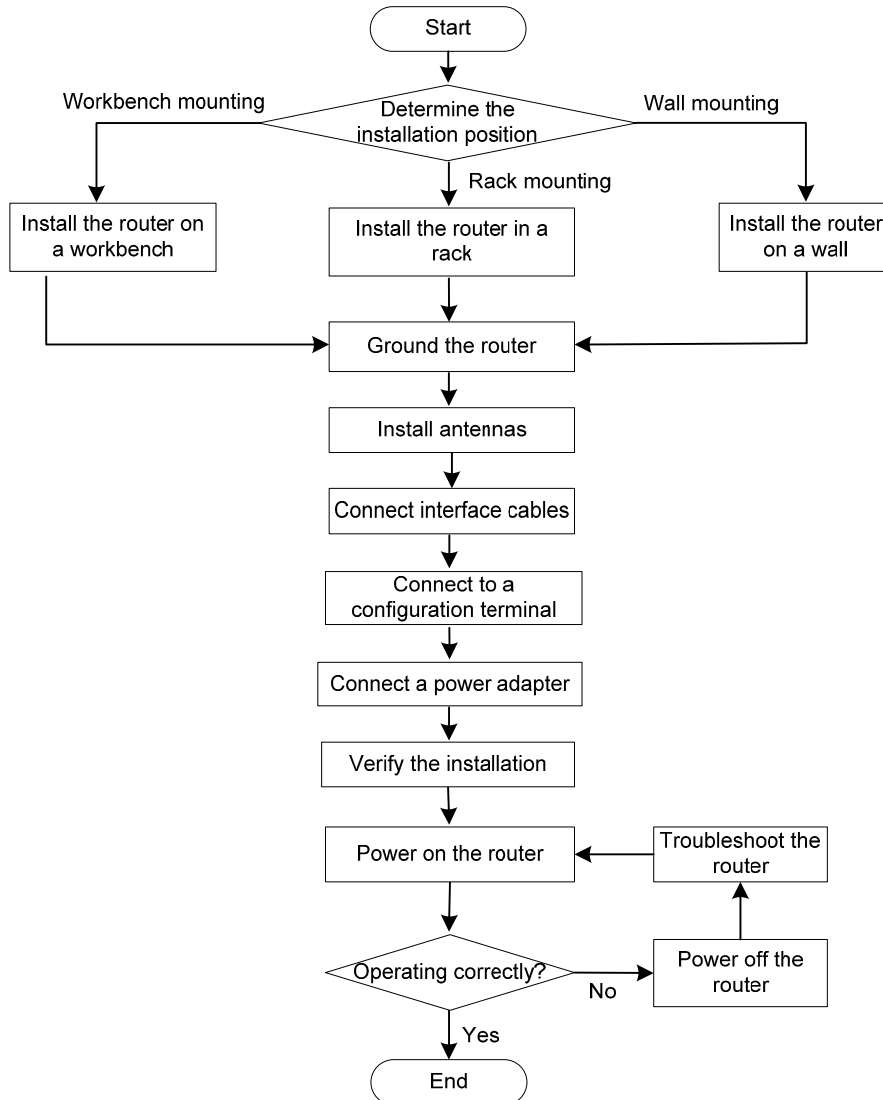 Start
Workbench mounting
Determine the
installation position
Wall mounting
Rack mounting
Install the router on
a workbench
Install the router in a
rack
Install the router
on a wall
Ground the router
Install antennas
Connect interface cables
Connect to a
configuration terminal
Connect a power adapter
Verify the installation
Power on the router
Troubleshoot the
router
Operating correctly?
No
Power off the
router
Yes
End